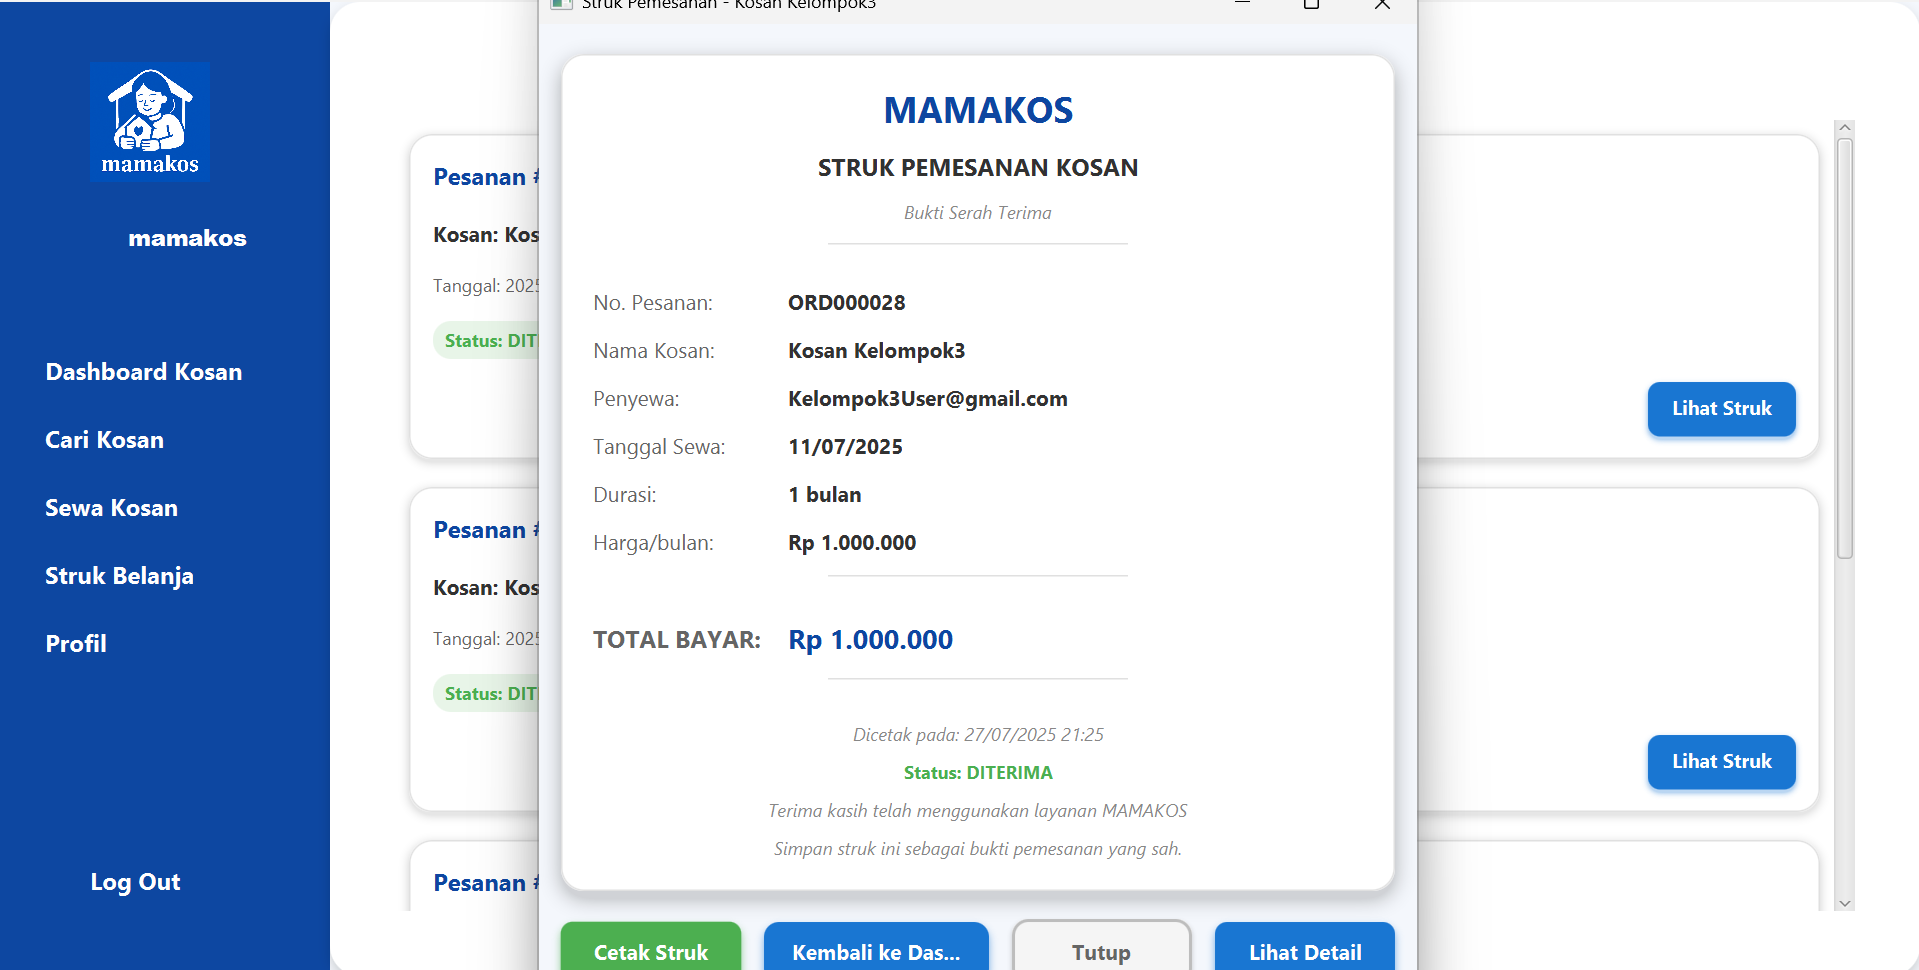 mamakos
mamakos
Dashboard Kosan
Cari Kosan
Sewa Kosan
Struk Belanja
Profil
Log Out
Pesanan #
Kosan: Kos
Tanggal: 2025
Status: DIT
Lihat Struk
Pesanan #
Kosan: Kos
Tanggal: 2025
Status: DIT
Lihat Struk
Pesanan #
Struk Pemesanan - Kosan Kelompok3
MAMAKOS
STRUK PEMESANAN KOSAN
Bukti Serah Terima
No. Pesanan: ORD000028
Nama Kosan: Kosan Kelompok3
Penyewa: Kelompok3User@gmail.com
Tanggal Sewa: 11/07/2025
Durasi: 1 bulan
Harga/bulan: Rp 1.000.000
TOTAL BAYAR: Rp 1.000.000
Dicetak pada: 27/07/2025 21:25
Status: DITERIMA
Terima kasih telah menggunakan layanan MAMAKOS
Simpan struk ini sebagai bukti pemesanan yang sah.
Cetak Struk
Kembali ke Das...
Tutup
Lihat Detail